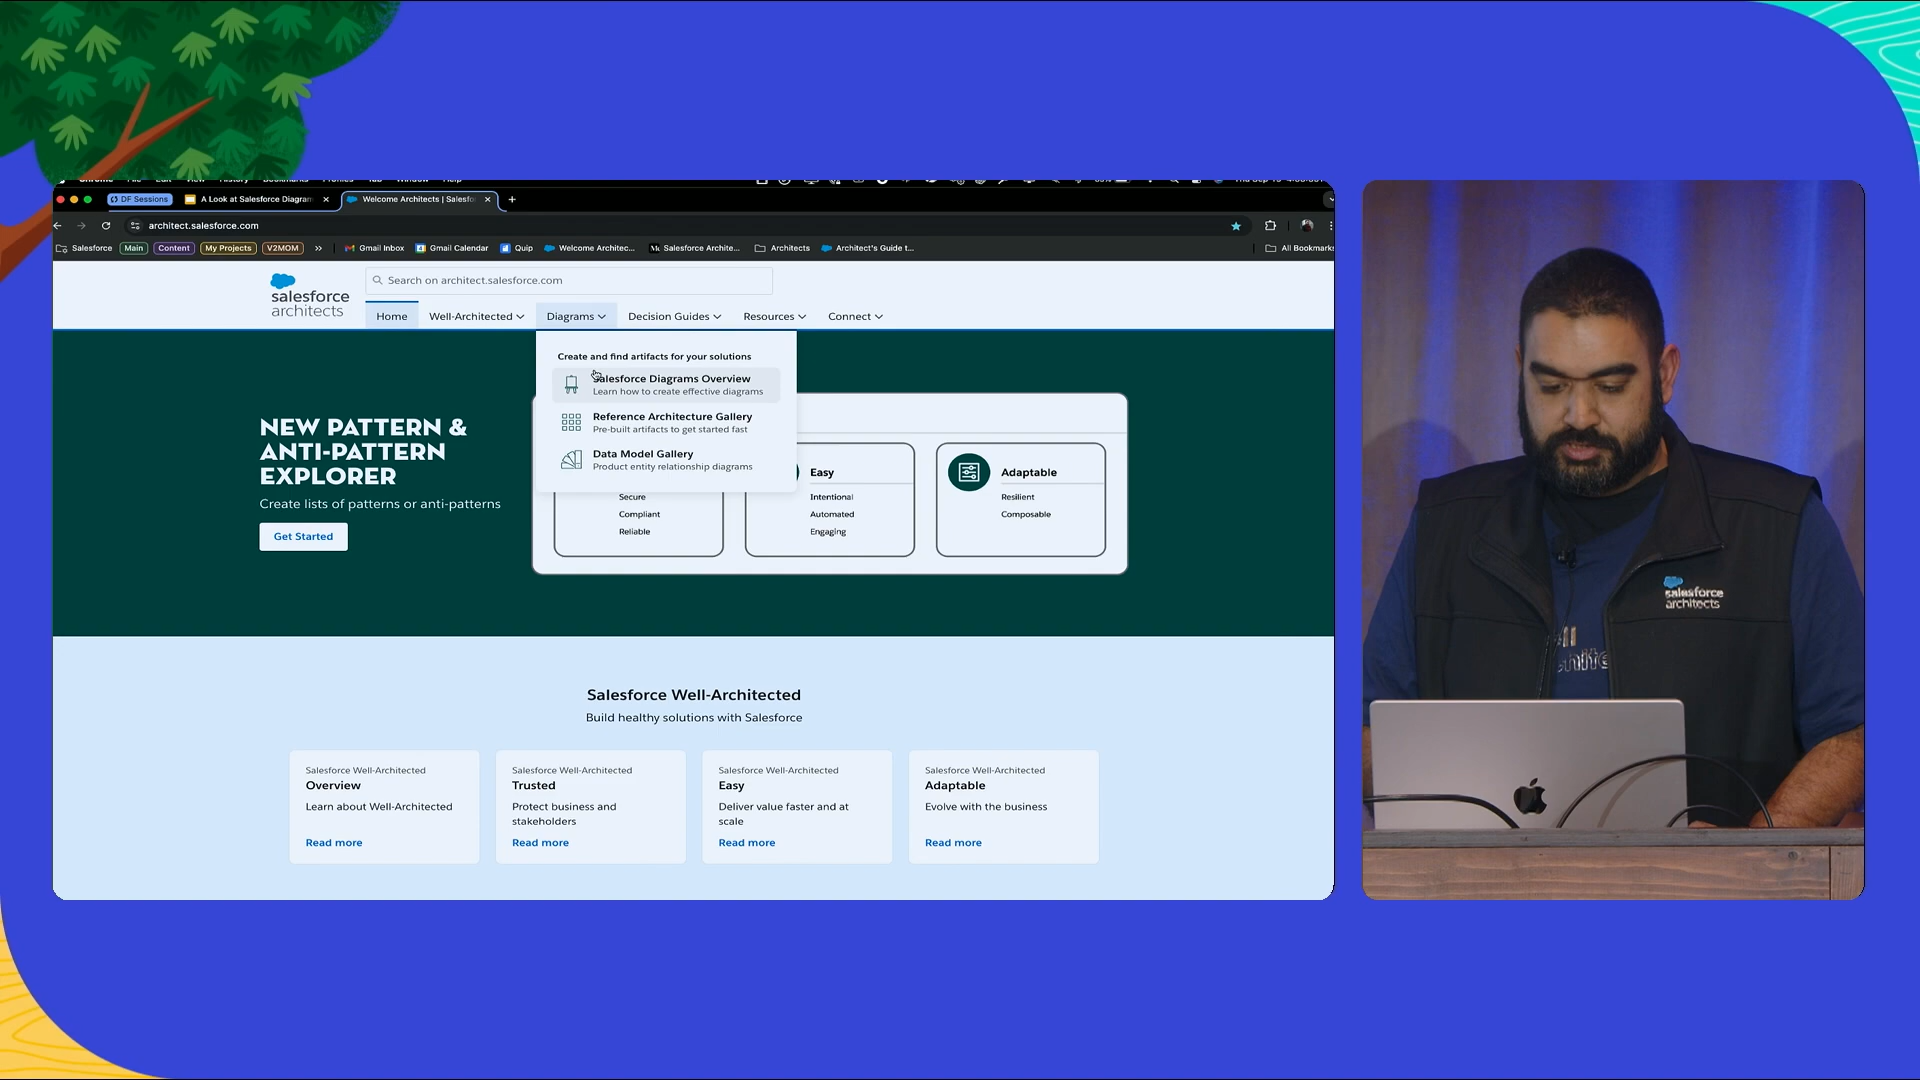 DF Sessions
A Look at Salesforce Diagram
Welcome Architects | Salesfo
architect.salesforce.com
Salesforce
Main
Content
My Projects
V2MOM
Gmail Inbox
Gmail Calendar
Quip
Welcome Architec...
Salesforce Archite...
Architects
Architect's Guide t...
All Bookmarks
salesforce
architects
Search on architect.salesforce.com
Home
Well-Architected
Diagrams
Decision Guides
Resources
Connect
Create and find artifacts for your solutions
Salesforce Diagrams Overview
Learn how to create effective diagrams
Reference Architecture Gallery
Pre-built artifacts to get started fast
Data Model Gallery
Product entity relationship diagrams
NEW PATTERN &
ANTI-PATTERN
EXPLORER
Create lists of patterns or anti-patterns
Get Started
Secure
Compliant
Reliable
Easy
Intentional
Automated
Engaging
Adaptable
Resilient
Composable
Salesforce Well-Architected
Build healthy solutions with Salesforce
Salesforce Well-Architected
Overview
Learn about Well-Architected
Read more
Salesforce Well-Architected
Trusted
Protect business and
stakeholders
Read more
Salesforce Well-Architected
Easy
Deliver value faster and at
scale
Read more
Salesforce Well-Architected
Adaptable
Evolve with the business
Read more
salesforce
architects